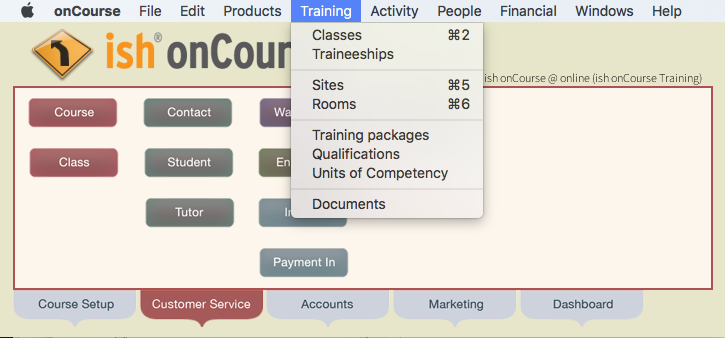 onCourse File Edit Products Training Activity People Financial Windows Help
Classes ⌘2
Traineeships
Sites ⌘5
Rooms ⌘6
Training packages
Qualifications
Units of Competency
Documents
ish® onCour
ish onCourse @ online (ish onCourse Training)
Course Contact Wa
Class Student En
Tutor In
Payment In
Course Setup Customer Service Accounts Marketing Dashboard